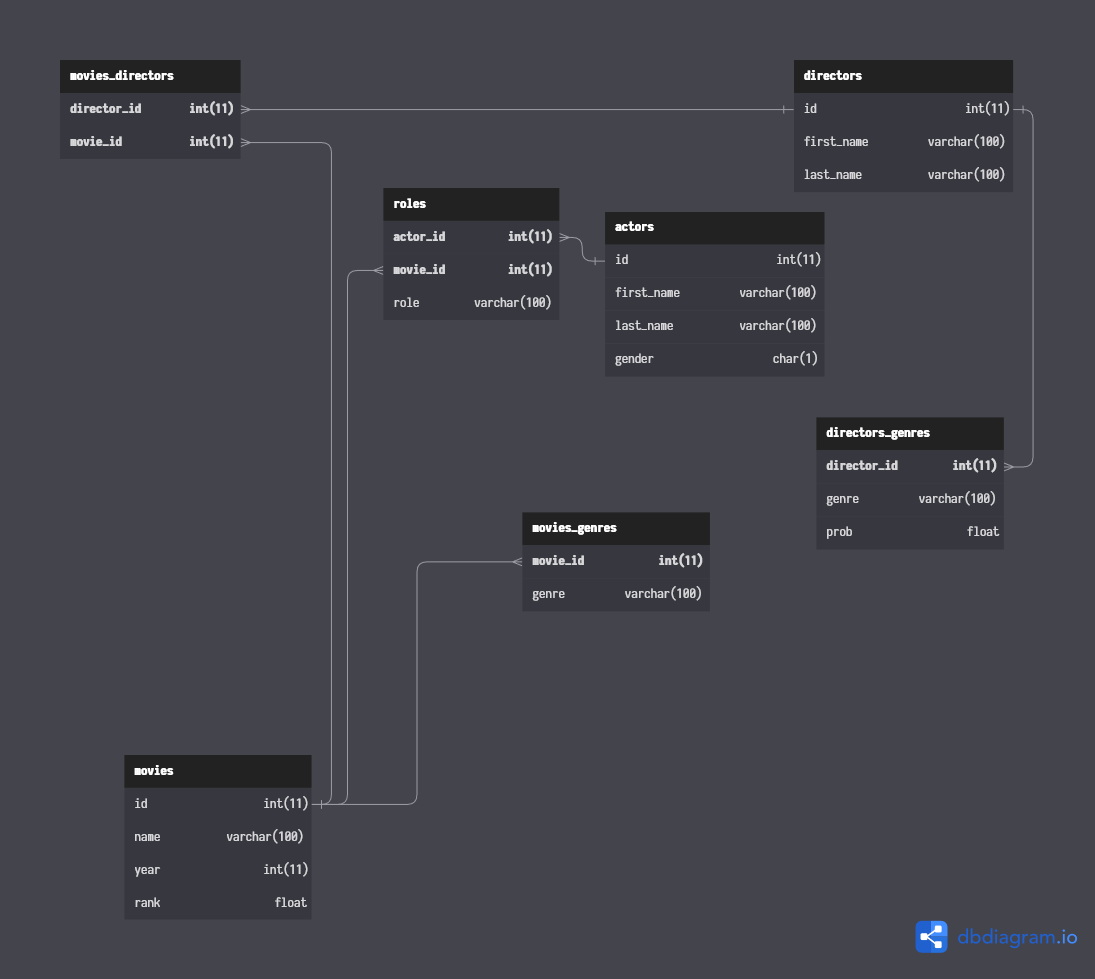 movies_directors
director_id int(11)
movie_id int(11)
directors
id int(11)
first_name varchar(100)
last_name varchar(100)
roles
actor_id int(11)
movie_id int(11)
role varchar(100)
actors
id int(11)
first_name varchar(100)
last_name varchar(100)
gender char(1)
directors_genres
director_id int(11)
genre varchar(100)
prob float
movies_genres
movie_id int(11)
genre varchar(100)
movies
id int(11)
name varchar(100)
year int(11)
rank float
dbdiagram.io